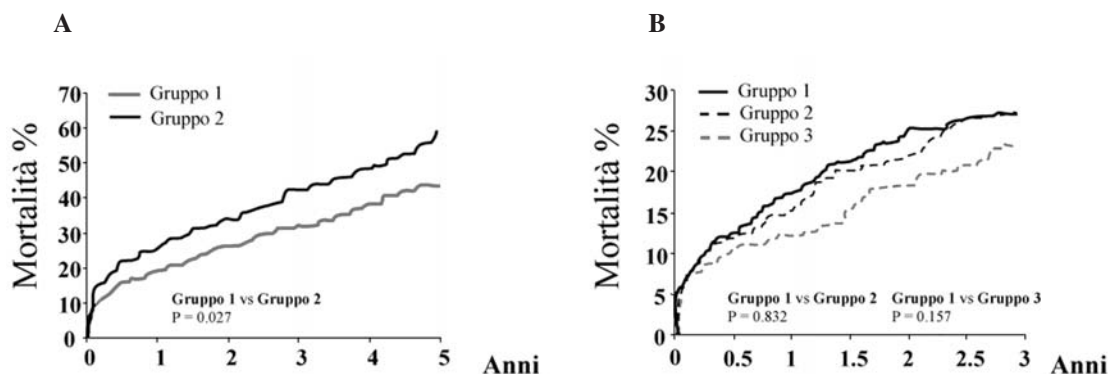 A
Mortalità %
70
60
50
40
30
20
10
0
Gruppo 1
Gruppo 2
Gruppo 1 vs Gruppo 2
P = 0.027
0 1 2 3 4 5 Anni
B
Mortalità %
30
25
20
15
10
5
0
Gruppo 1
Gruppo 2
Gruppo 3
Gruppo 1 vs Gruppo 2 Gruppo 1 vs Gruppo 3
P = 0.832 P = 0.157
0 0.5 1 1.5 2 2.5 3 Anni